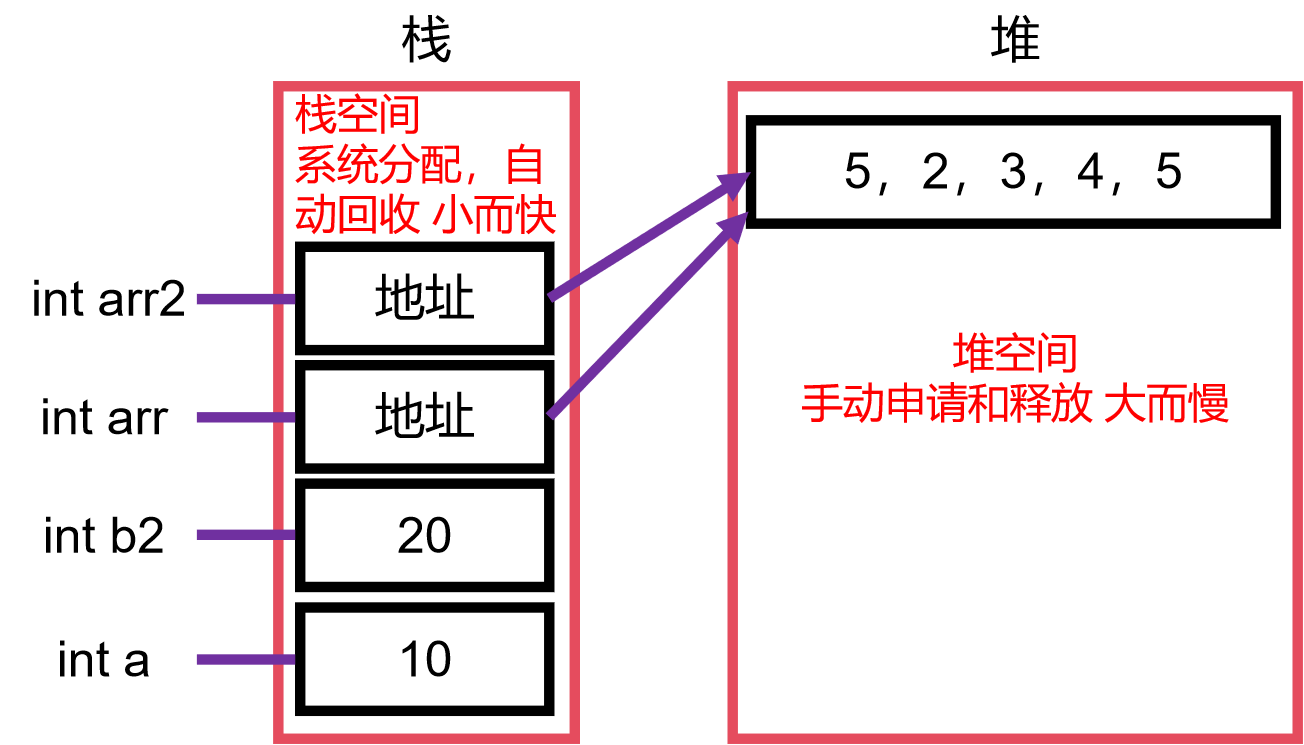 栈
堆
栈空间
系统分配，自
动回收 小而快
5，2，3，4，5
int arr2
地址
堆空间
手动申请和释放 大而慢
int arr
地址
int b2
20
int a
10